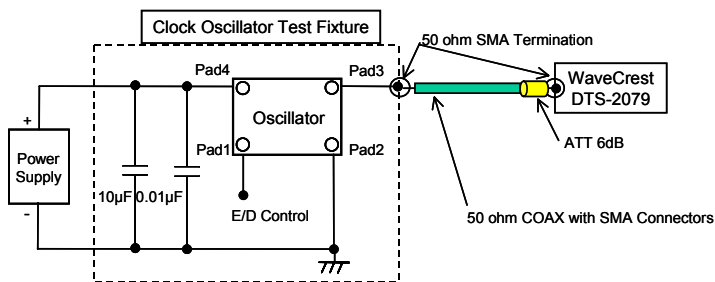 Clock Oscillator Test Fixture
50 ohm SMA Termination
Pad4
Pad3
WaveCrest
DTS-2079
Oscillator
+
Power
Supply
-
Pad1
Pad2
ATT 6dB
10µF 0.01µF
E/D Control
50 ohm COAX with SMA Connectors